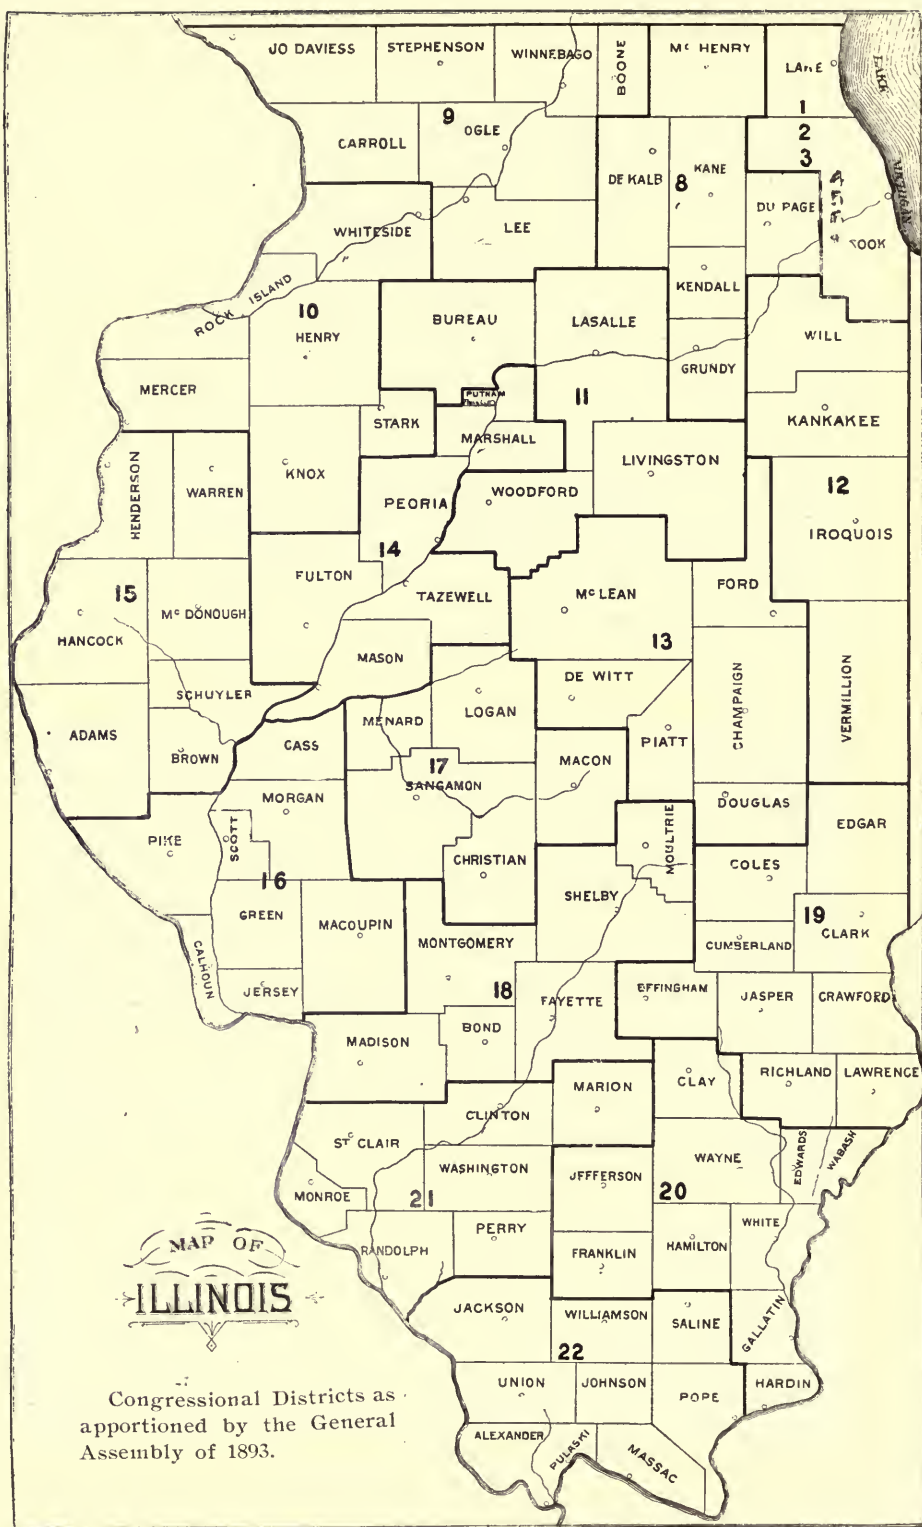 JO DAVIESS
STEPHENSON
WINNEBAGO
BOONE
Mc HENRY
LAKE
LAKE
MICHIGAN
1
2
3
9
CARROLL
OGLE
DE KALB
8
KANE
DU PAGE
COOK
WHITESIDE
LEE
ROCK ISLAND
10
HENRY
BUREAU
LASALLE
KENDALL
GRUNDY
WILL
MERCER
PUTNAM
STARK
11
KANKAKEE
MARSHALL
LIVINGSTON
HENDERSON
WARREN
KNOX
PEORIA
WOODFORD
12
IROQUOIS
14
FULTON
TAZEWELL
Mc LEAN
FORD
15
HANCOCK
Mc DONOUGH
MASON
13
SCHUYLER
DE WITT
CHAMPAIGN
VERMILLION
ADAMS
BROWN
CASS
MENARD
LOGAN
PIATT
MACON
17
SANGAMON
MORGAN
SCOTT
PIKE
DOUGLAS
EDGAR
MOULTRIE
CHRISTIAN
COLES
16
GREEN
MACOUPIN
SHELBY
19
CLARK
CUMBERLAND
MONTGOMERY
CALHOUN
JERSEY
18
FAYETTE
EFFINGHAM
JASPER
CRAWFORD
MADISON
BOND
MARION
CLAY
RICHLAND
LAWRENCE
CLINTON
ST CLAIR
WASHINGTON
JEFFERSON
WAYNE
EDWARDS
WABASH
MONROE
21
20
PERRY
RANDOLPH
FRANKLIN
HAMILTON
WHITE
JACKSON
WILLIAMSON
SALINE
GALLATIN
22
UNION
JOHNSON
POPE
HARDIN
ALEXANDER
PULASKI
MASSAC
MAP OF
ILLINOIS
Congressional Districts as
apportioned by the General
Assembly of 1893.